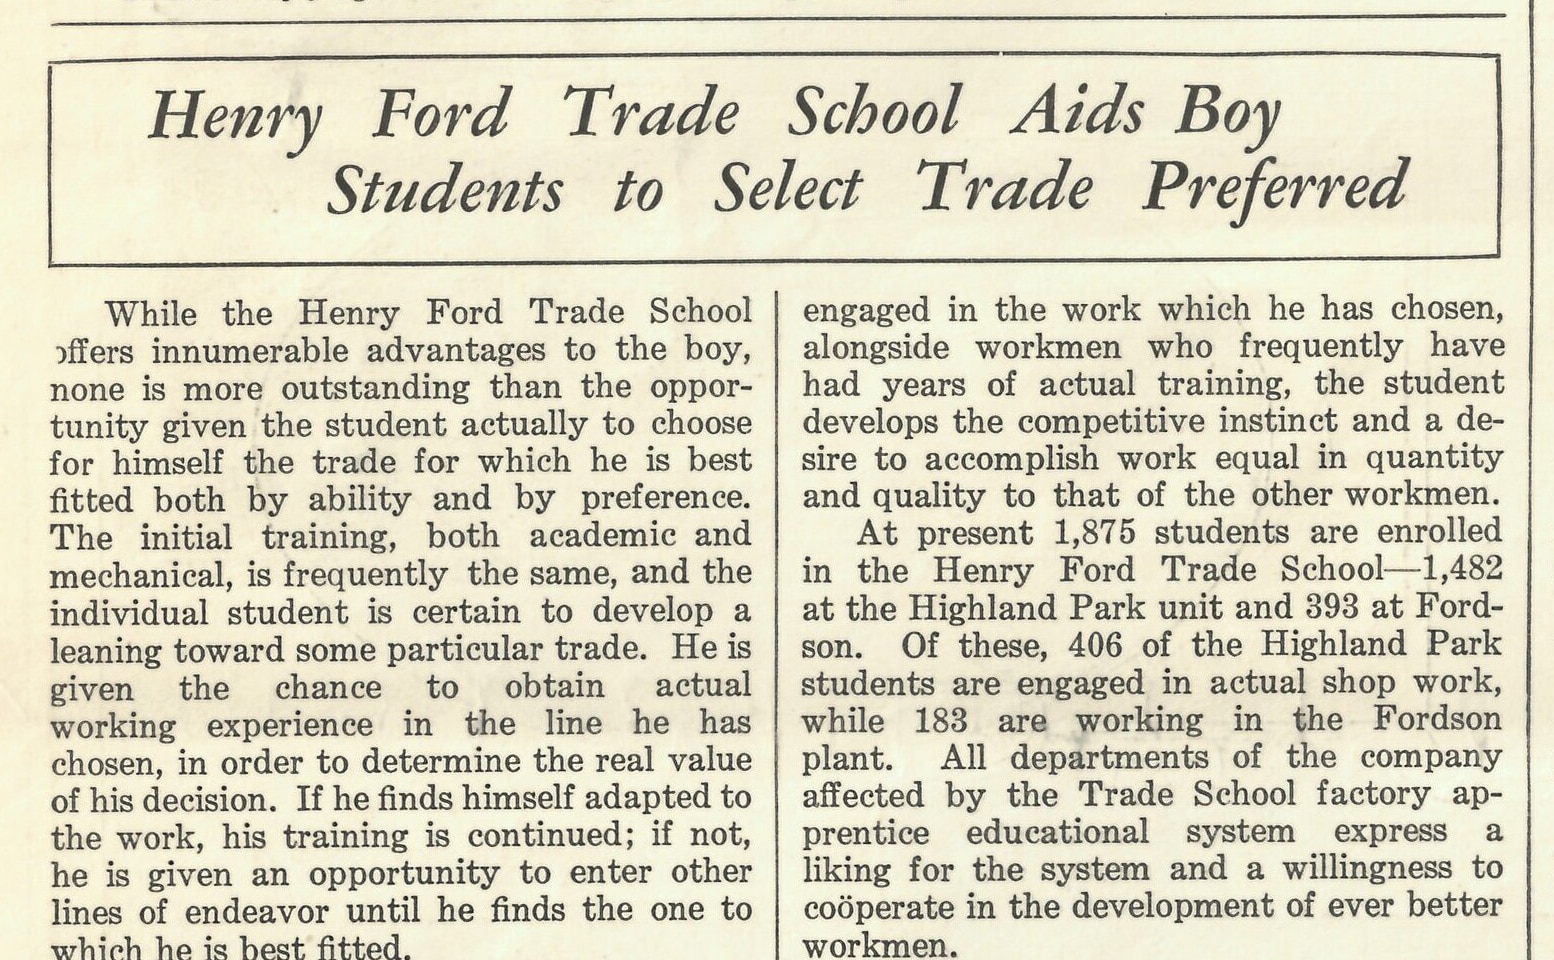 Henry Ford Trade School Aids Boy
Students to Select Trade Preferred
While the Henry Ford Trade School
offers innumerable advantages to the boy,
none is more outstanding than the oppor-
tunity given the student actually to choose
for himself the trade for which he is best
fitted both by ability and by preference.
The initial training, both academic and
mechanical, is frequently the same, and the
individual student is certain to develop a
leaning toward some particular trade. He is
given the chance to obtain actual
working experience in the line he has
chosen, in order to determine the real value
of his decision. If he finds himself adapted to
the work, his training is continued; if not,
he is given an opportunity to enter other
lines of endeavor until he finds the one to
which he is best fitted.
engaged in the work which he has chosen,
alongside workmen who frequently have
had years of actual training, the student
develops the competitive instinct and a de-
sire to accomplish work equal in quantity
and quality to that of the other workmen.
At present 1,875 students are enrolled
in the Henry Ford Trade School—1,482
at the Highland Park unit and 393 at Ford-
son. Of these, 406 of the Highland Park
students are engaged in actual shop work,
while 183 are working in the Fordson
plant. All departments of the company
affected by the Trade School factory ap-
prentice educational system express a
liking for the system and a willingness to
coöperate in the development of ever better
workmen.